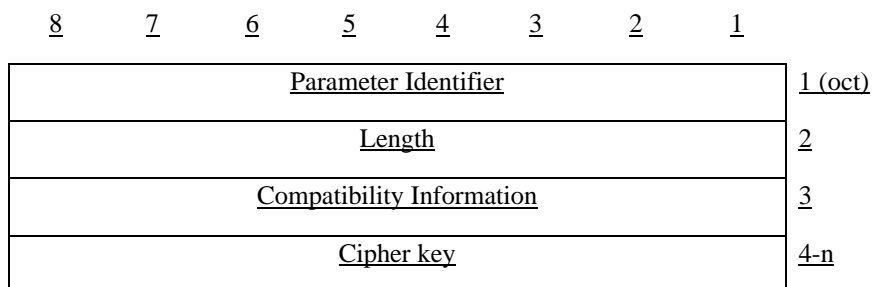 8 7 6 5 4 3 2 1
Parameter Identifier 1 (oct)
Length 2
Compatibility Information 3
Cipher key 4-n